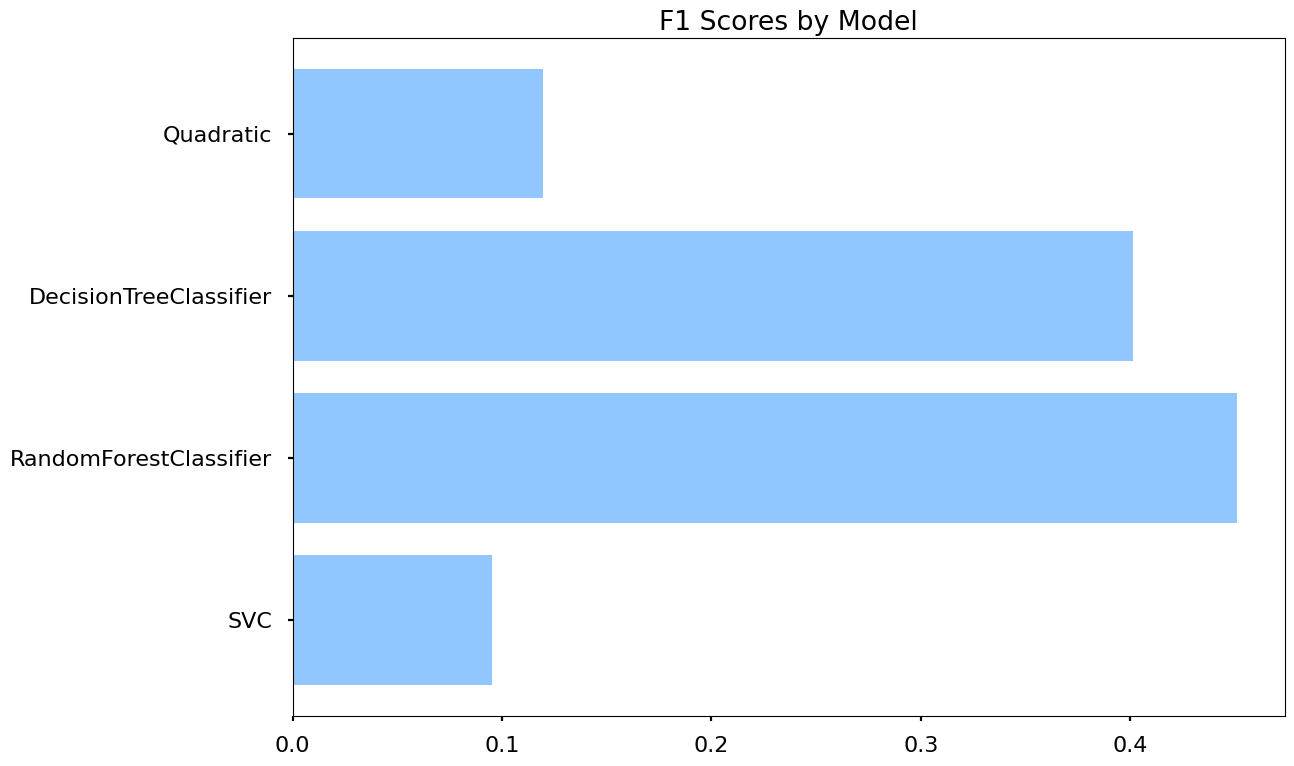 F1 Scores by Model
Quadratic
DecisionTreeClassifier
RandomForestClassifier
SVC
0.0 0.1 0.2 0.3 0.4